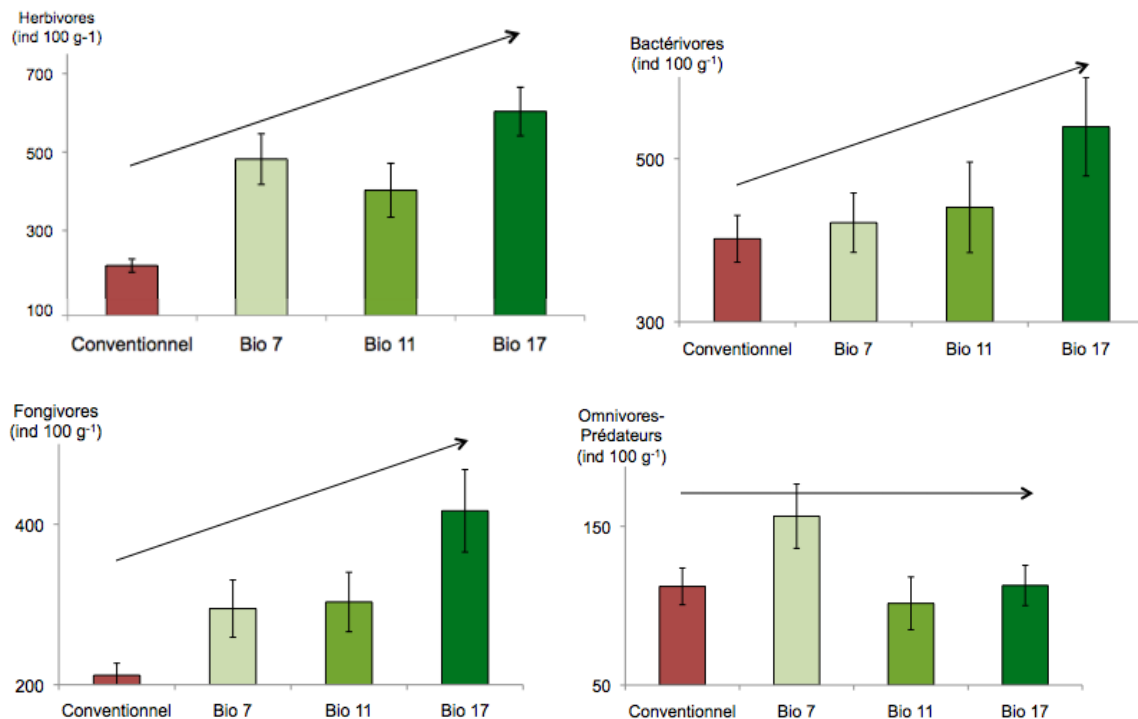 Herbivores
(ind 100 g-1)
700
500
300
100
Conventionnel Bio 7 Bio 11 Bio 17
Bactérivores
(ind 100 g⁻¹)
500
300
Conventionnel Bio 7 Bio 11 Bio 17
Fongivores
(ind 100 g⁻¹)
400
200
Conventionnel Bio 7 Bio 11 Bio 17
Omnivores-
Prédateurs
(ind 100 g⁻¹)
150
50
Conventionnel Bio 7 Bio 11 Bio 17